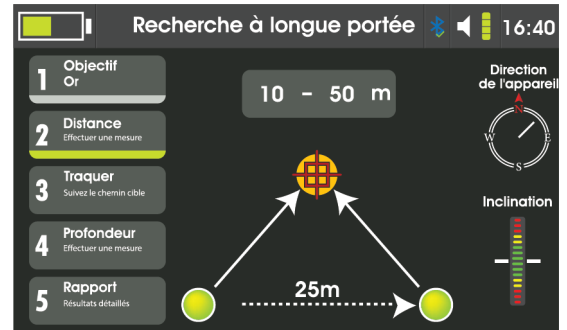 Recherche à longue portée
16:40
1 Objectif
Or
2 Distance
Effectuer une mesure
3 Traquer
Suivez le chemin cible
4 Profondeur
Effectuer une mesure
5 Rapport
Résultats détaillés
10 - 50 m
25m
Direction
de l'appareil
N
W E
S
Inclination